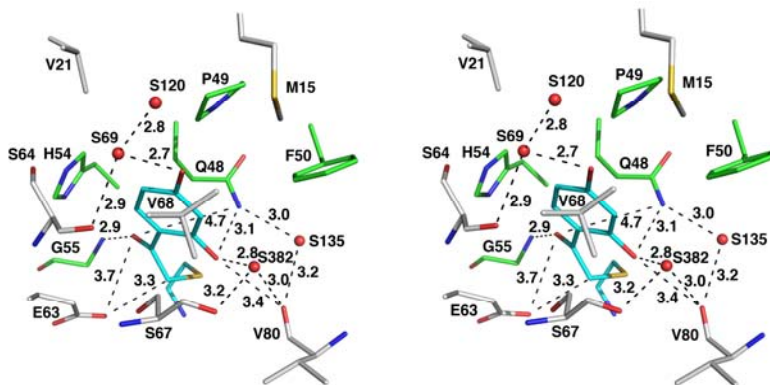 V21
P49
M15
S120
2.8
S69
S64
H54
2.7
Q48
F50
2.9
V68
4.7
3.0
2.9
3.1
S135
G55
2.8
S382
3.7
3.3
3.0
3.2
3.2
3.4
E63
S67
V80
V21
P49
M15
S120
2.8
S69
S64
H54
2.7
Q48
F50
2.9
V68
4.7
3.0
2.9
3.1
S135
G55
2.8
S382
3.7
3.3
3.0
3.2
3.2
3.4
E63
S67
V80